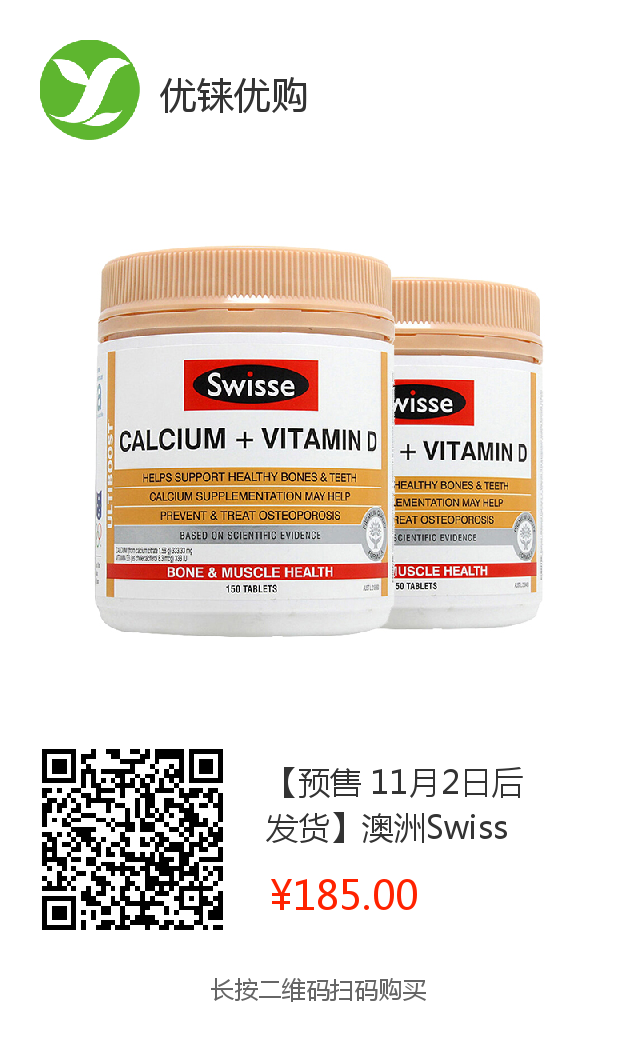 优铼优购
Swisse
CALCIUM + VITAMIN D
HELPS SUPPORT HEALTHY BONES & TEETH
CALCIUM SUPPLEMENTATION MAY HELP
PREVENT & TREAT OSTEOPOROSIS
BASED ON SCIENTIFIC EVIDENCE
BONE & MUSCLE HEALTH
150 TABLETS
ULTIBOOST
wisse
+ VITAMIN D
HEALTHY BONES & TEETH
LEMENTATION MAY HELP
REAT OSTEOPOROSIS
SCIENTIFIC EVIDENCE
USCLE HEALTH
50 TABLETS
【预售 11月2日后
发货】澳洲Swiss
¥185.00
长按二维码扫码购买